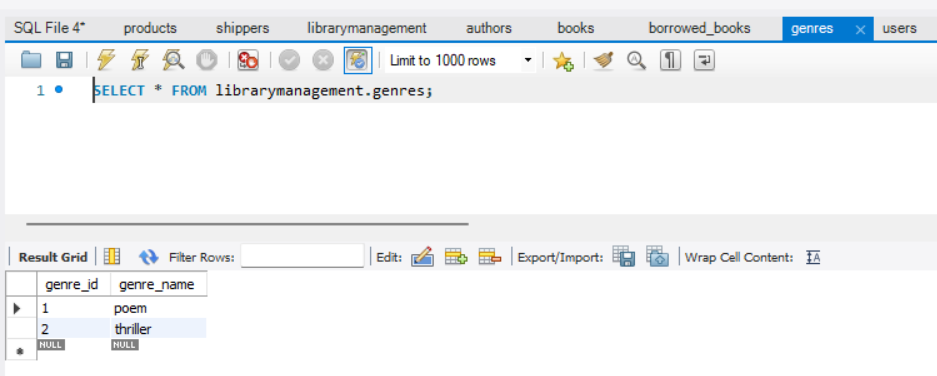 SQL File 4* products shippers librarymanagement authors books borrowed_books genres users
Limit to 1000 rows
1 SELECT * FROM librarymanagement.genres;
Result Grid Filter Rows: Edit: Export/Import: Wrap Cell Content: IA
genre_id genre_name
1 poem
2 thriller
NULL NULL